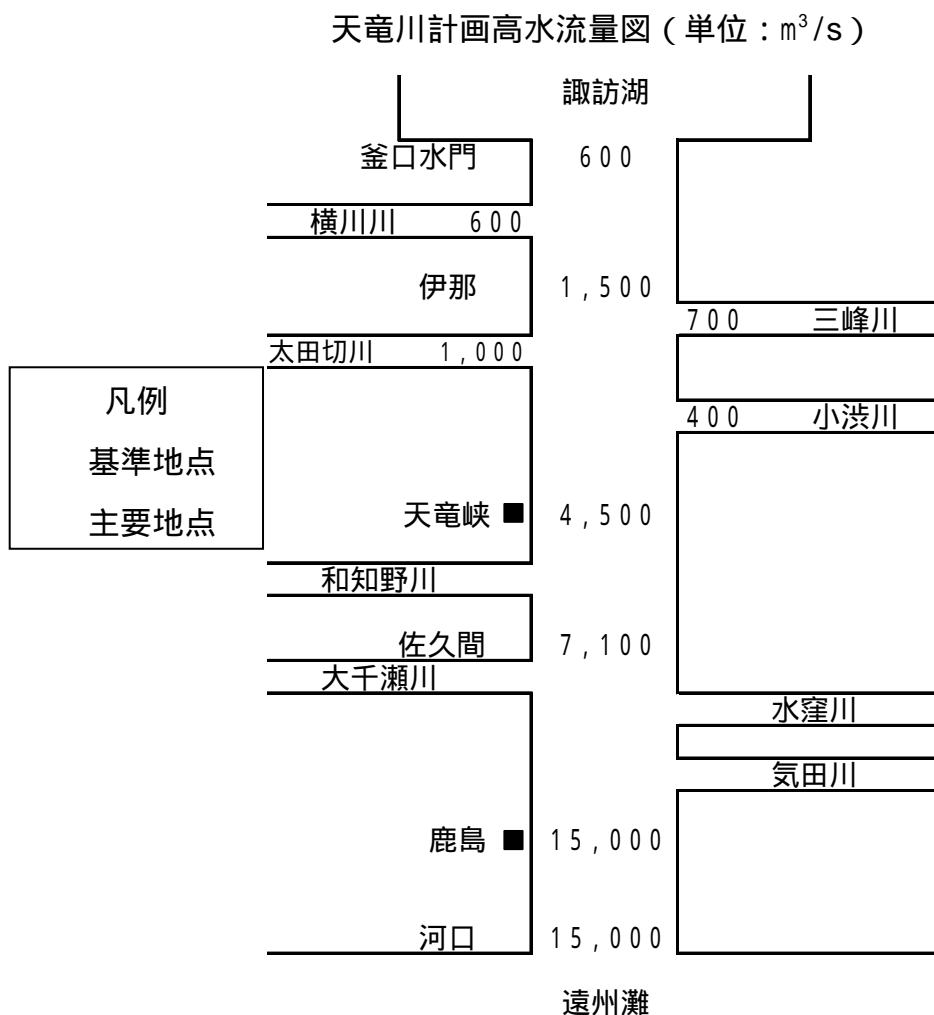 天竜川計画高水流量図（単位：m³/s）
諏訪湖
釜口水門 600
横川川 600
伊那 1,500
700 三峰川
太田切川 1,000
凡例
400 小渋川
基準地点
天竜峡 ■ 4,500
主要地点
和知野川
佐久間 7,100
大千瀬川
水窪川
気田川
鹿島 ■ 15,000
河口 15,000
遠州灘